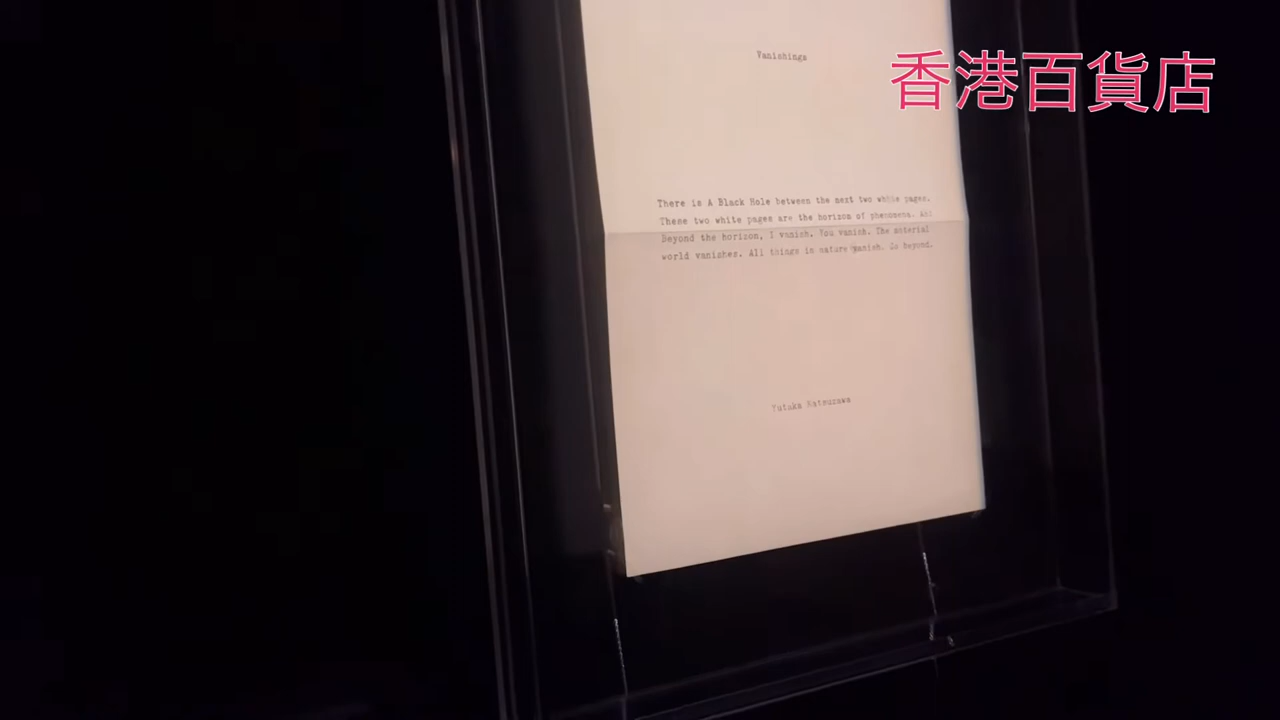 香港百貨店
Vanishings
There is A Black Hole between the next two white pages.
These two white pages are the horizon of phenomena. And
Beyond the horizon, I vanish. You vanish. The material
world vanishes. All things in nature vanish. Go beyond.
Yutaka Matsuzawa